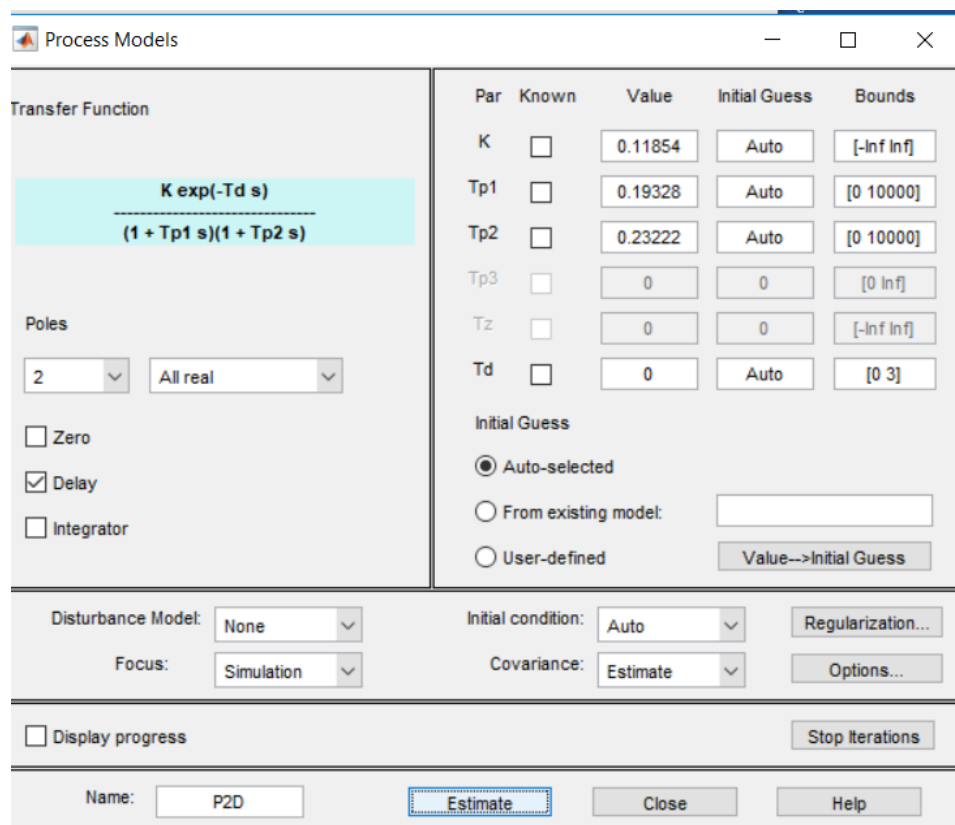 Process Models
Transfer Function
K exp(-Td s)
(1 + Tp1 s)(1 + Tp2 s)
Poles
2 All real
Zero
Delay
Integrator
Par Known Value Initial Guess Bounds
K 0.11854 Auto [-Inf Inf]
Tp1 0.19328 Auto [0 10000]
Tp2 0.23222 Auto [0 10000]
Tp3 0 0 [0 Inf]
Tz 0 0 [-Inf Inf]
Td 0 Auto [0 3]
Initial Guess
Auto-selected
From existing model:
User-defined Value-->Initial Guess
Disturbance Model: None Initial condition: Auto Regularization...
Focus: Simulation Covariance: Estimate Options...
Display progress Stop Iterations
Name: P2D Estimate Close Help